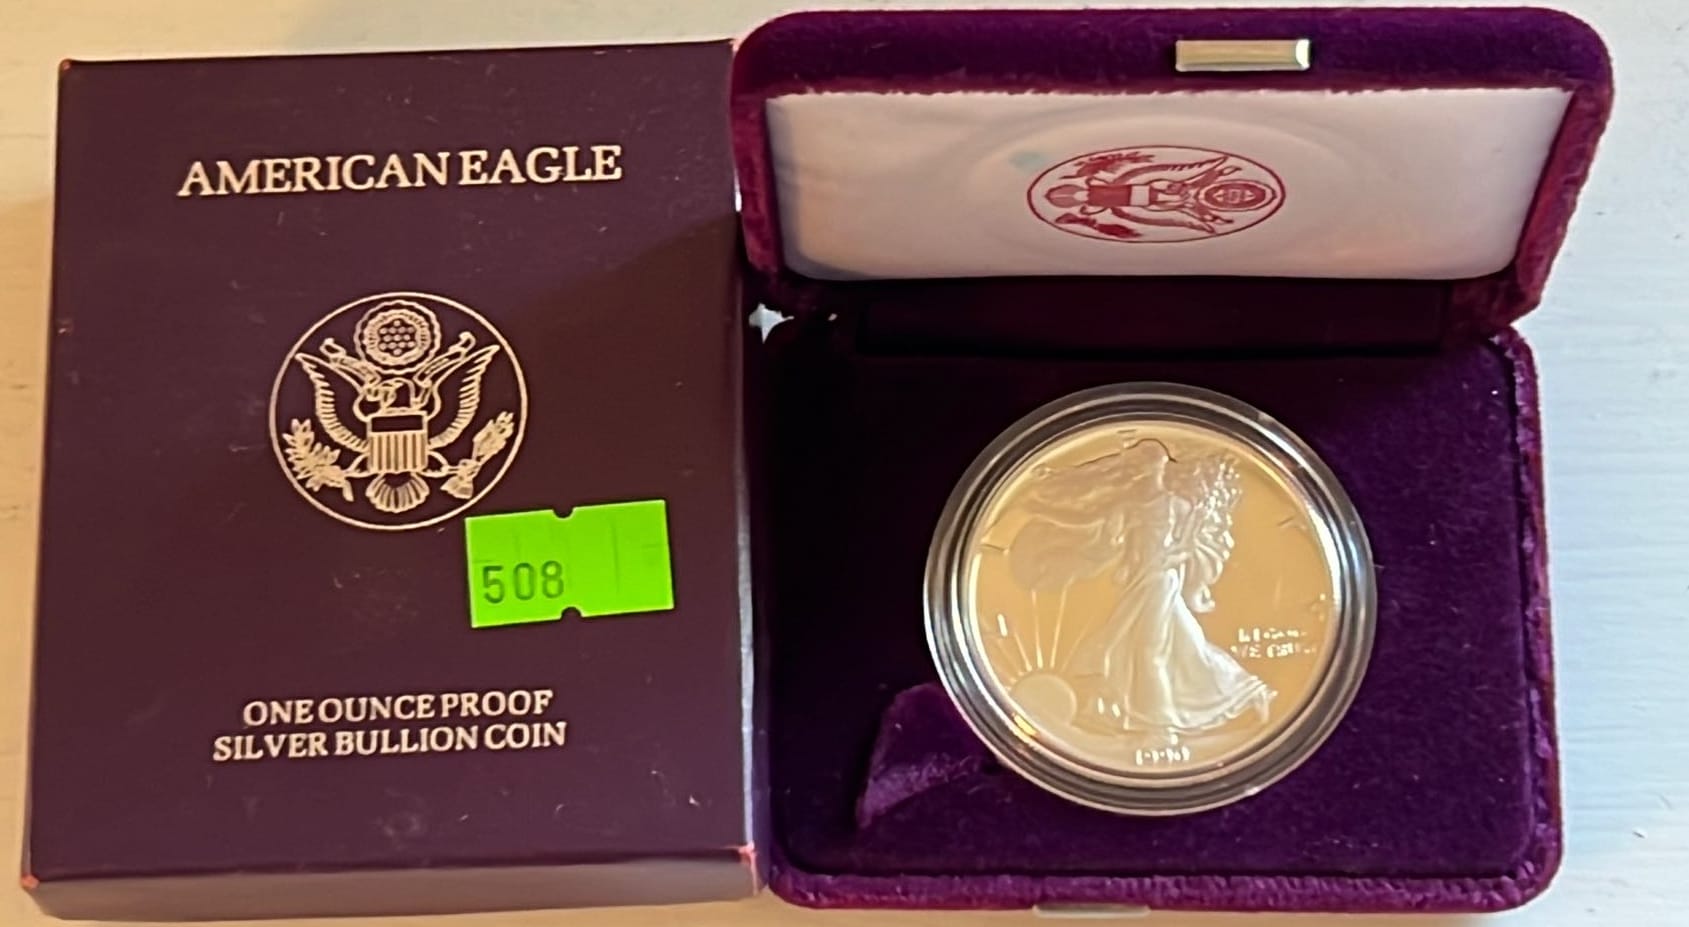 AMERICAN EAGLE
508
ONE OUNCE PROOF
SILVER BULLION COIN